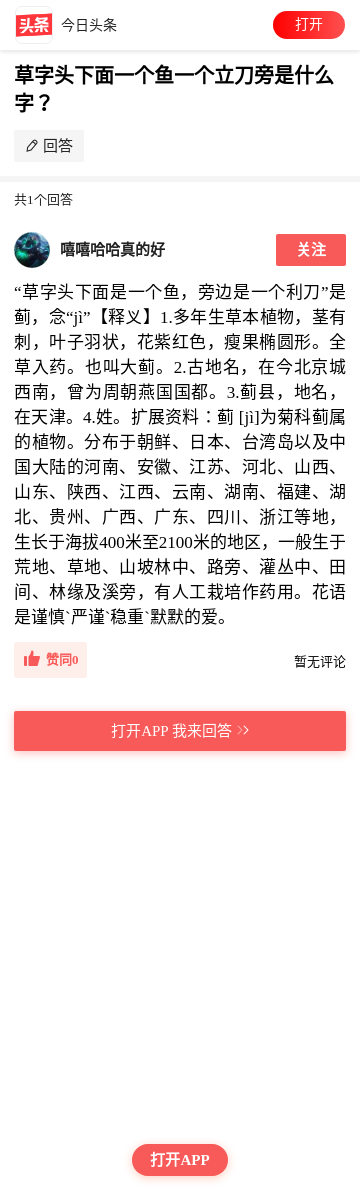 头条 今日头条 打开
草字头下面一个鱼一个立刀旁是什么
字？
回答
共1个回答
嘻嘻哈哈真的好 关注
“草字头下面是一个鱼，旁边是一个利刀”是
蓟，念“jì”【释义】1.多年生草本植物，茎有
刺，叶子羽状，花紫红色，瘦果椭圆形。全
草入药。也叫大蓟。2.古地名，在今北京城
西南，曾为周朝燕国国都。3.蓟县，地名，
在天津。4.姓。扩展资料：蓟 [jì]为菊科蓟属
的植物。分布于朝鲜、日本、台湾岛以及中
国大陆的河南、安徽、江苏、河北、山西、
山东、陕西、江西、云南、湖南、福建、湖
北、贵州、广西、广东、四川、浙江等地，
生长于海拔400米至2100米的地区，一般生于
荒地、草地、山坡林中、路旁、灌丛中、田
间、林缘及溪旁，有人工栽培作药用。花语
是谨慎`严谨`稳重`默默的爱。
赞同0 暂无评论
打开APP 我来回答
打开APP